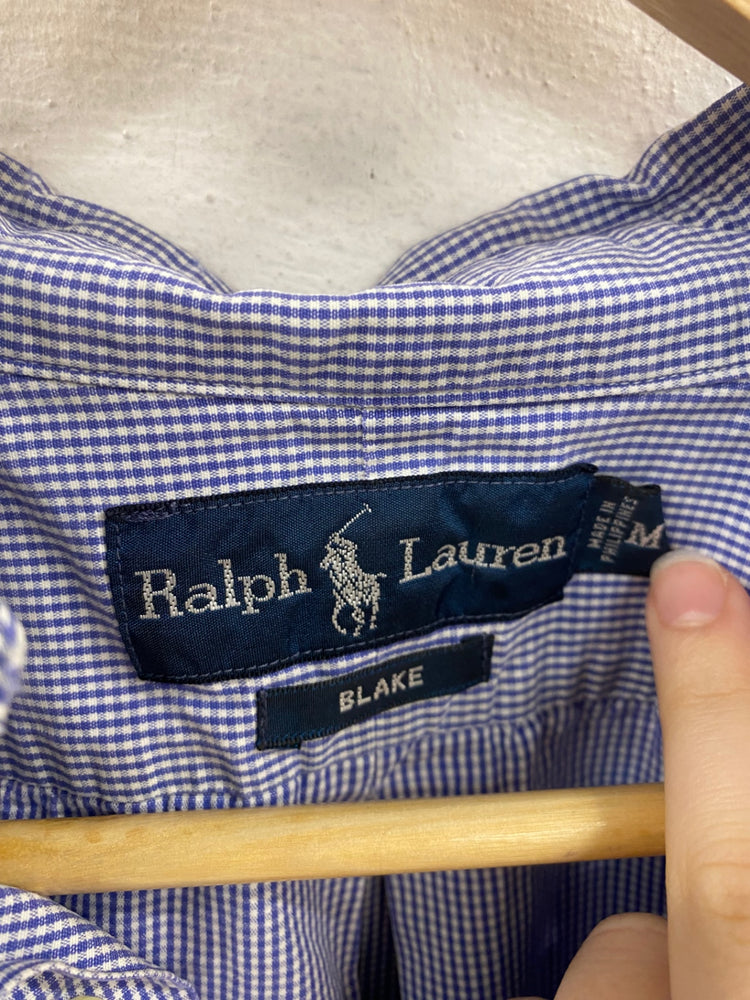 Ralph Lauren
MADE IN
PHILIPPINES
M
BLAKE